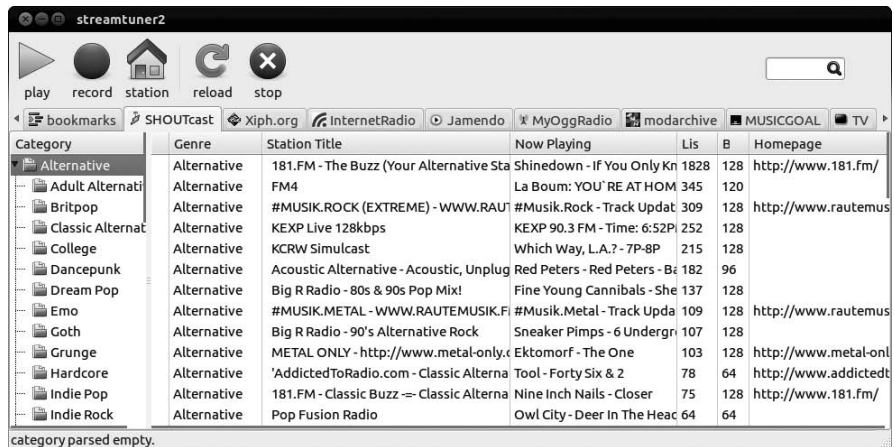 streamtuner2
play record station reload stop
bookmarks SHOUTcast Xiph.org InternetRadio Jamendo MyOggRadio modarchive MUSICGOAL TV
Category Genre Station Title Now Playing Lis B Homepage
Alternative Alternative 181.FM - The Buzz (Your Alternative Sta Shinedown - If You Only Kn 1828 128 http://www.181.fm/
Adult Alternati Alternative FM4 La Boum: YOU`RE AT HOM 345 120
Britpop Alternative #MUSIK.ROCK (EXTREME) - WWW.RAUT #Musik.Rock - Track Updat 309 128 http://www.rautemus
Classic Alternat Alternative KEXP Live 128kbps KEXP 90.3 FM - Time: 6:52P 252 128
College Alternative KCRW Simulcast Which Way, L.A.? - 7P-8P 215 128
Dancepunk Alternative Acoustic Alternative - Acoustic, Unplug Red Peters - Red Peters - Ba 182 96
Dream Pop Alternative Big R Radio - 80s & 90s Pop Mix! Fine Young Cannibals - She 137 128
Emo Alternative #MUSIK.METAL - WWW.RAUTEMUSIK.F #Musik.Metal - Track Upda 109 128 http://www.rautemus
Goth Alternative Big R Radio - 90's Alternative Rock Sneaker Pimps - 6 Undergr 107 128
Grunge Alternative METAL ONLY - http://www.metal-only.d Ektomorf - The One 103 128 http://www.metal-onl
Hardcore Alternative 'AddictedToRadio.com - Classic Alterna Tool - Forty Six & 2 78 64 http://www.addictedt
Indie Pop Alternative 181.FM - Classic Buzz -=- Classic Alterna Nine Inch Nails - Closer 75 128 http://www.181.fm/
Indie Rock Alternative Pop Fusion Radio Owl City - Deer In The Head 64 64
category parsed empty.